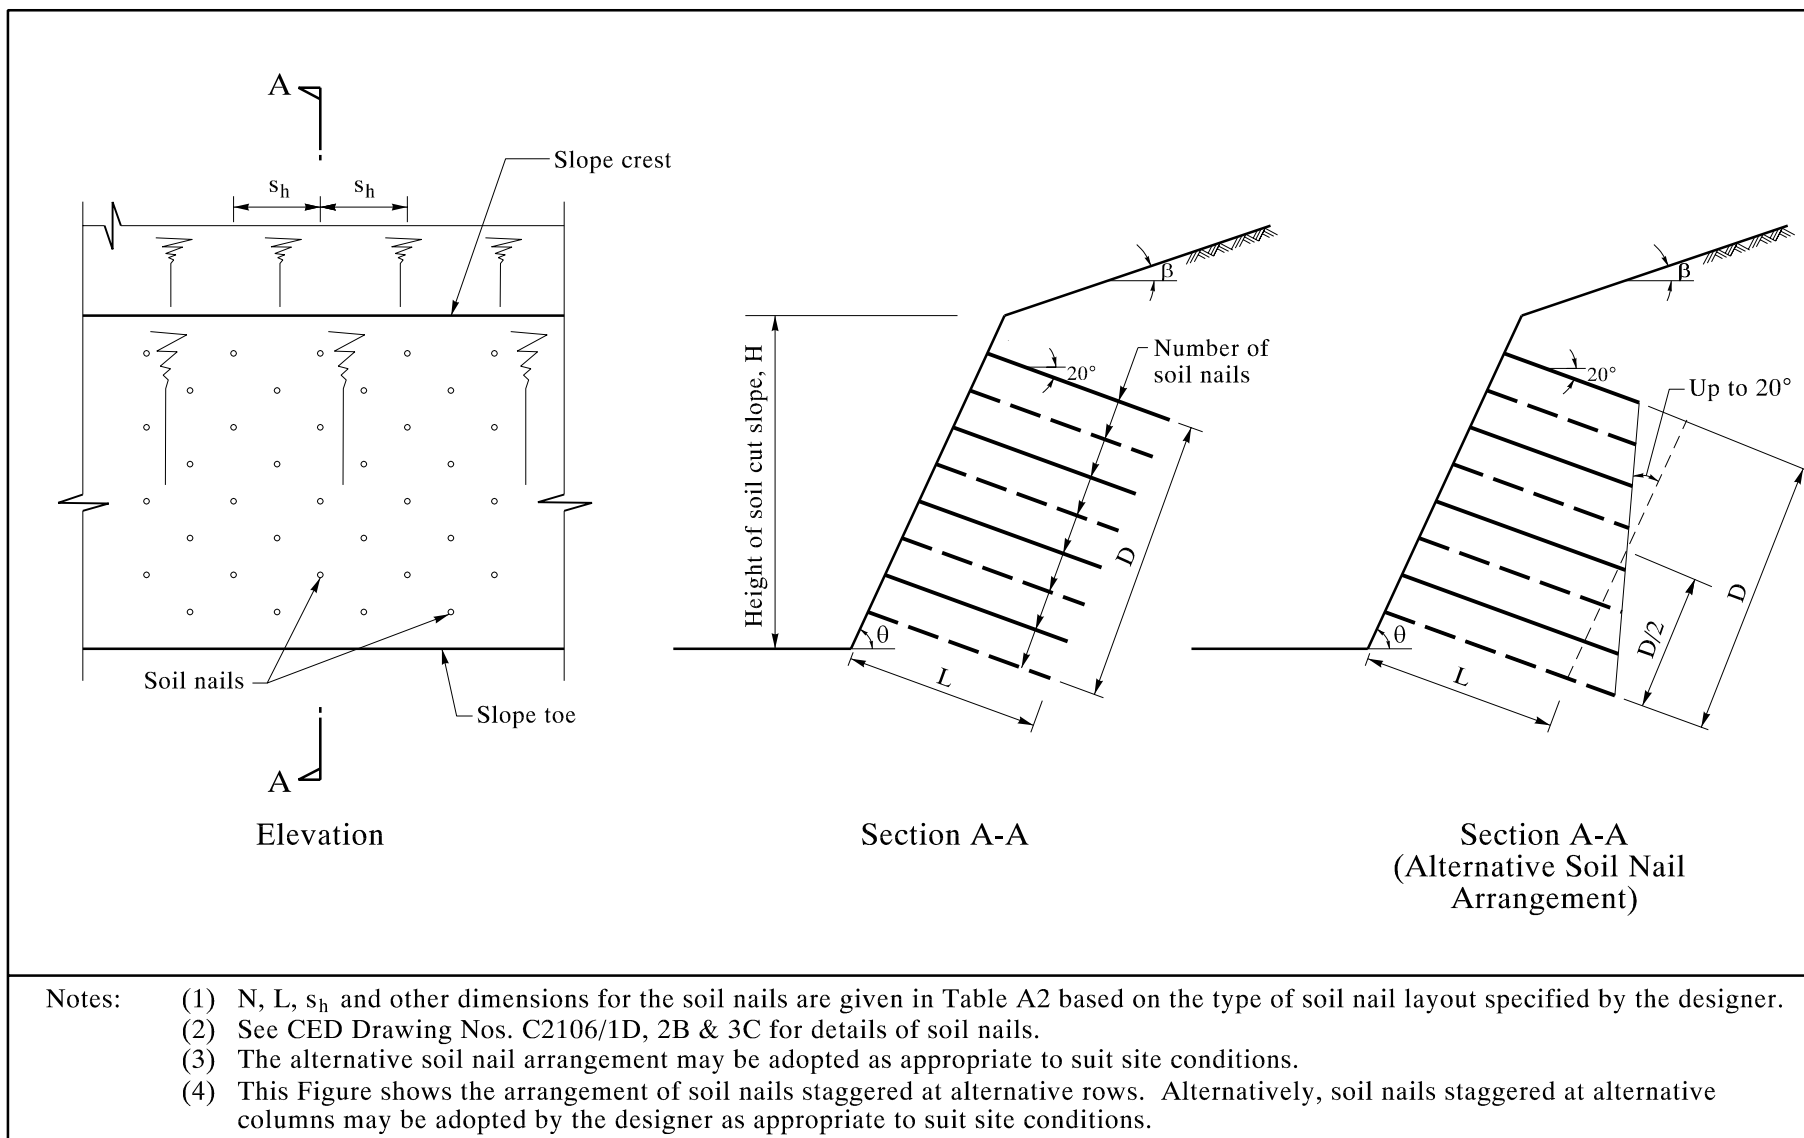 A
Slope crest
sh
sh
Soil nails
Slope toe
A
Elevation
Height of soil cut slope, H
β
Number of
soil nails
20°
D
θ
L
Section A-A
β
20°
Up to 20°
D
D/2
θ
L
Section A-A
(Alternative Soil Nail
Arrangement)
Notes:
(1) N, L, sh and other dimensions for the soil nails are given in Table A2 based on the type of soil nail layout specified by the designer.
(2) See CED Drawing Nos. C2106/1D, 2B & 3C for details of soil nails.
(3) The alternative soil nail arrangement may be adopted as appropriate to suit site conditions.
(4) This Figure shows the arrangement of soil nails staggered at alternative rows. Alternatively, soil nails staggered at alternative
columns may be adopted by the designer as appropriate to suit site conditions.